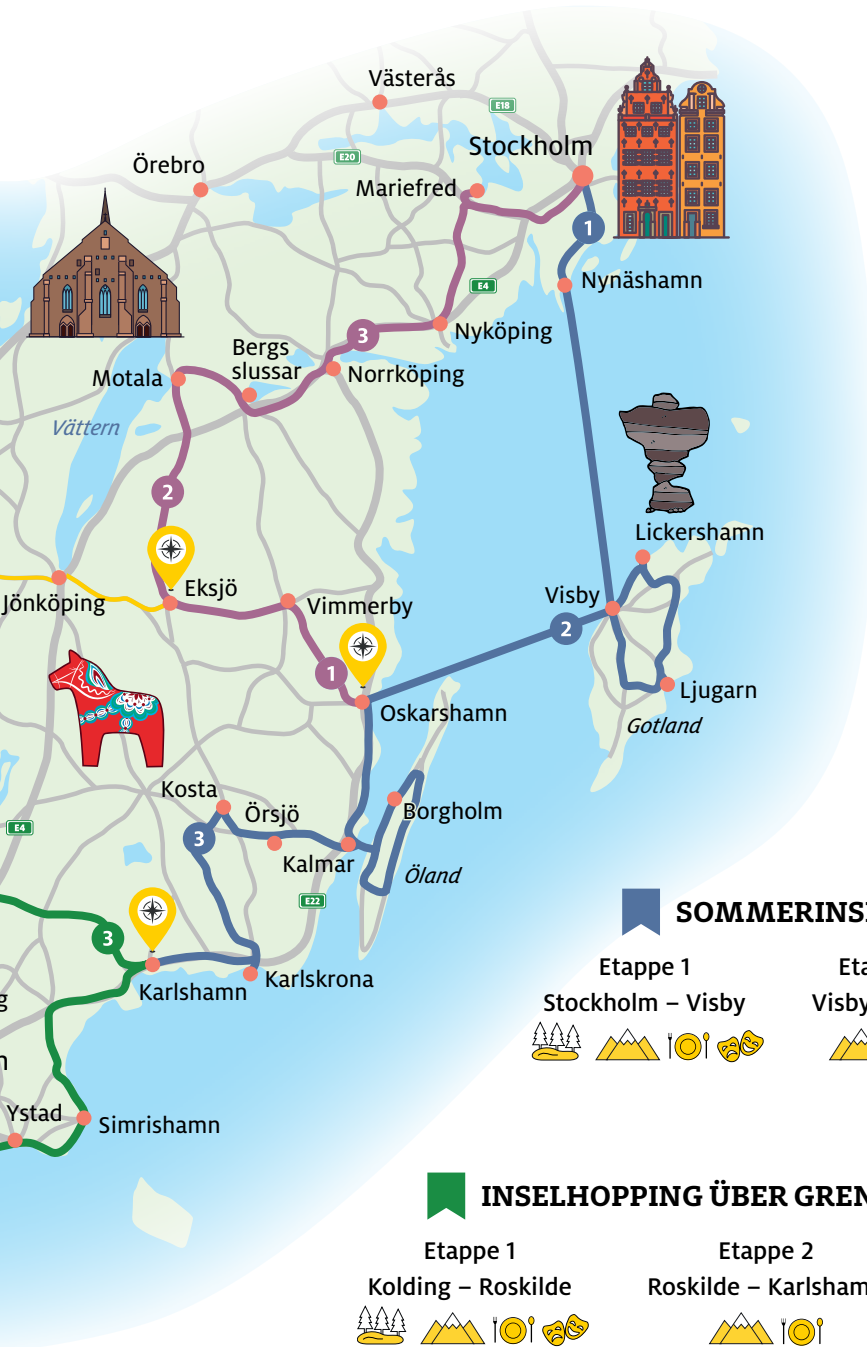 Västerås
E18
Stockholm
E20
Örebro
Mariefred
1
Nynäshamn
E4
3
Nyköping
Bergs
slussar
Motala
Norrköping
Vättern
2
Lickershamn
Eksjö
Jönköping
Vimmerby
Visby
2
1
Ljugarn
Oskarshamn
Gotland
Kosta
Örsjö
Borgholm
E4
3
Kalmar
Öland
E22
SOMMERINS
3
Etappe 1
Eta
Karlskrona
Karlshamn
Stockholm – Visby
Visby
g
n
Ystad
Simrishamn
INSELHOPPING ÜBER GREN
Etappe 1
Etappe 2
Kolding – Roskilde
Roskilde – Karlsham